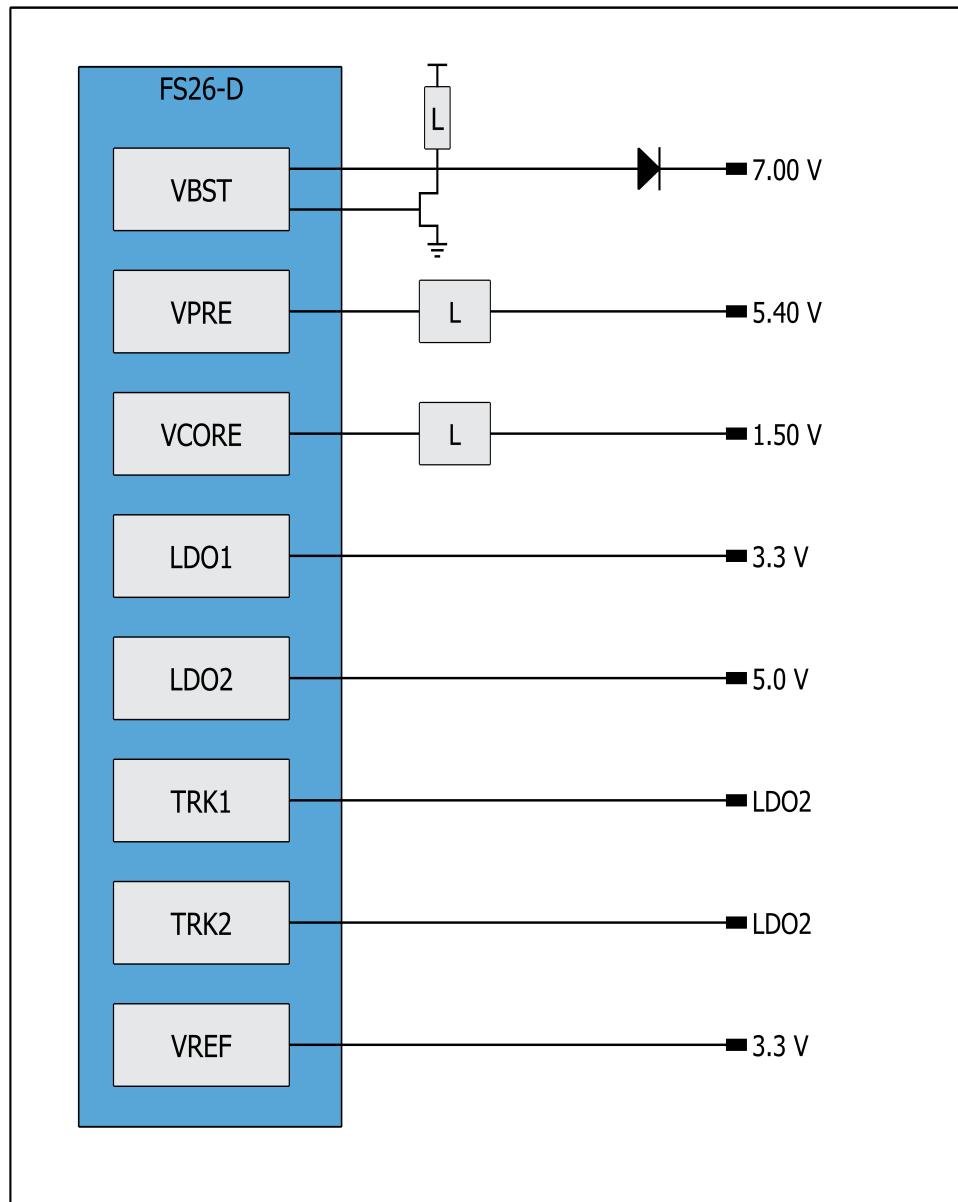 FS26-D
L
VBST
7.00 V
VPRE
L
5.40 V
VCORE
L
1.50 V
LDO1
3.3 V
LDO2
5.0 V
TRK1
LDO2
TRK2
LDO2
VREF
3.3 V